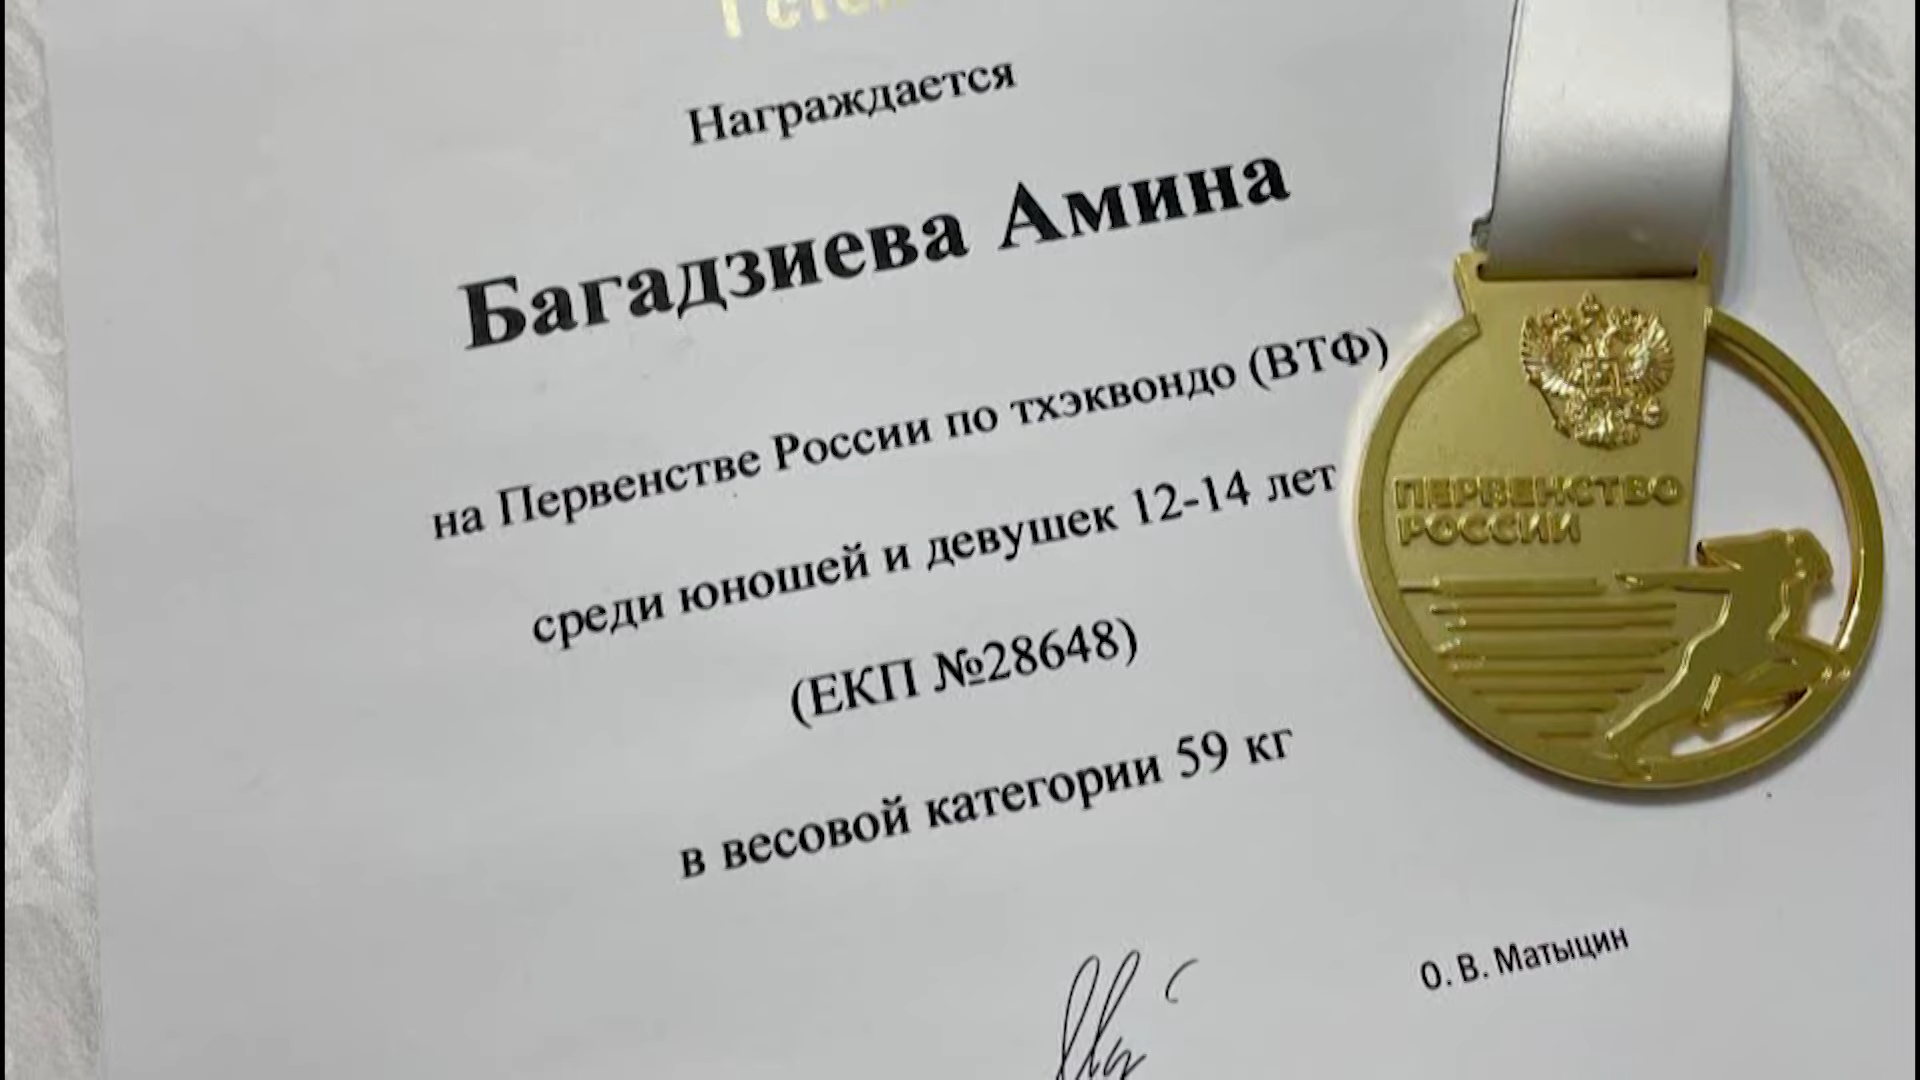 I
Награждается
Багадзиева Амина
на Первенстве России по тхэквондо (ВТФ)
среди юношей и девушек 12-14 лет
(ЕКП №28648)
в весовой категории 59 кг
О. В. Матыцин
ПЕРВЕНСТВО
РОССИИ